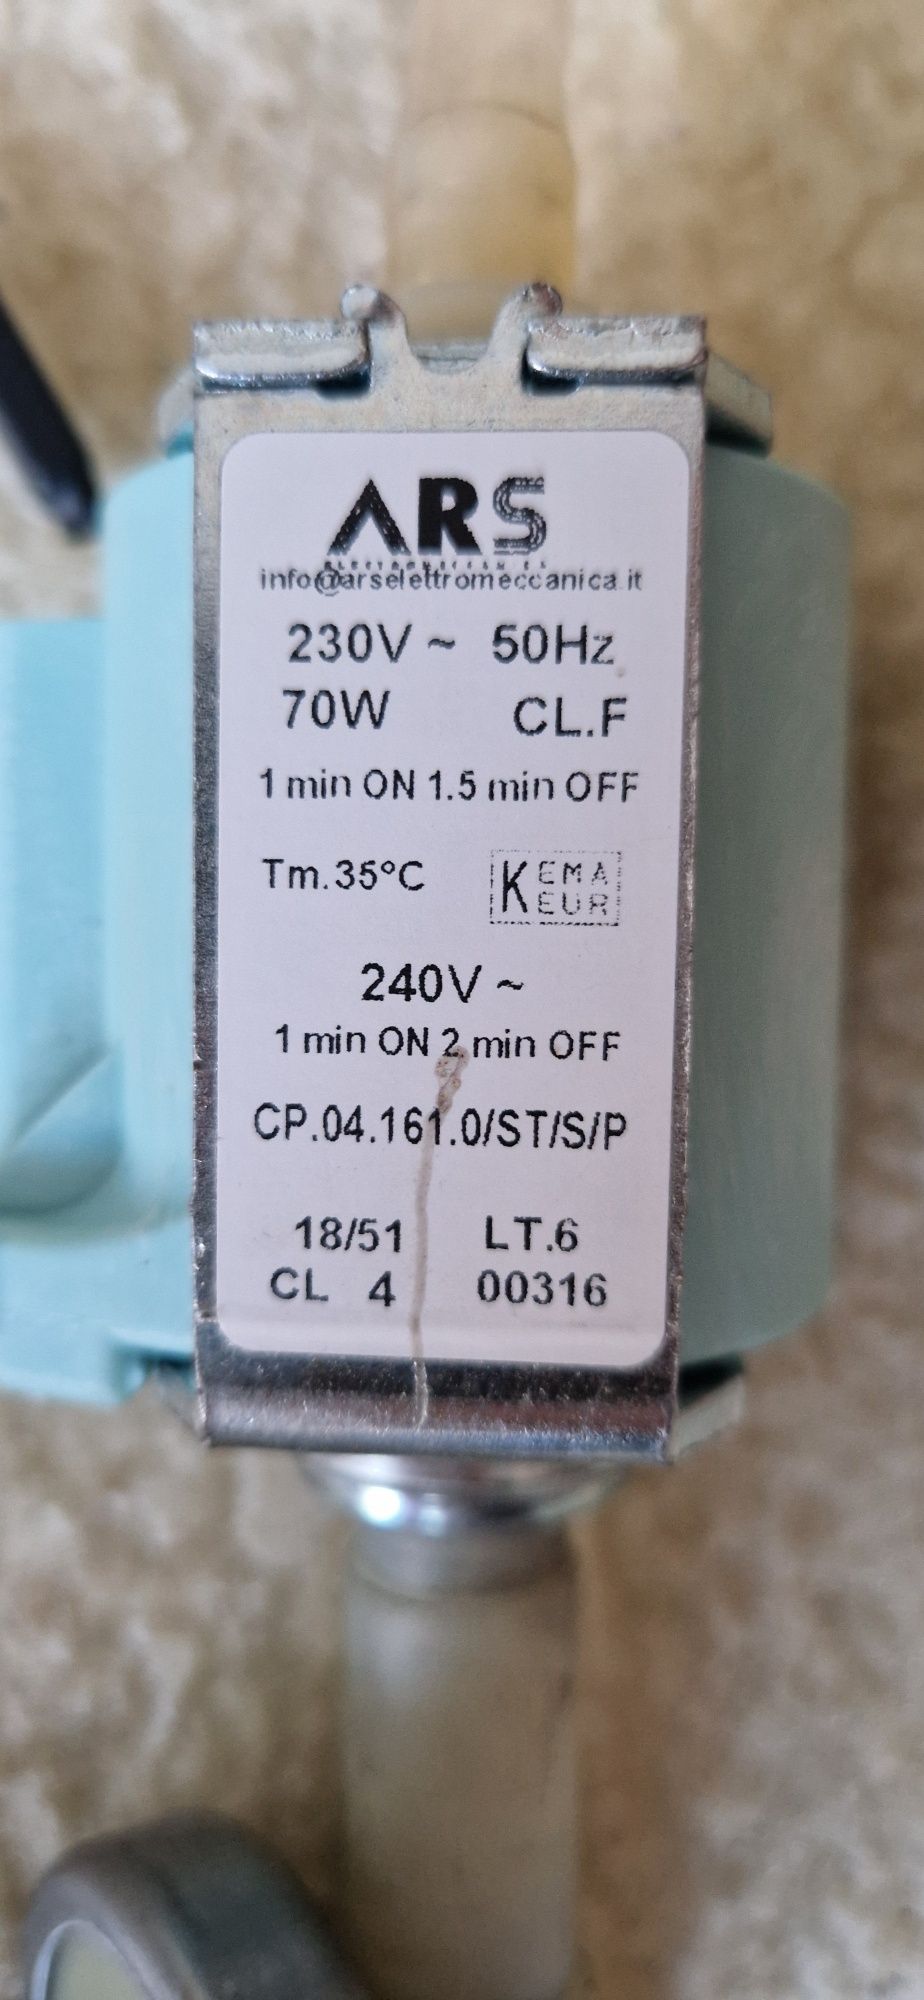 ARS
info@arselettromeccanica.it
230V ~ 50Hz
70W CL.F
1 min ON 1.5 min OFF
Tm.35°C KEMA EUR
240V ~
1 min ON 2 min OFF
CP.04.161.0/ST/S/P
18/51 LT.6
CL 4 00316